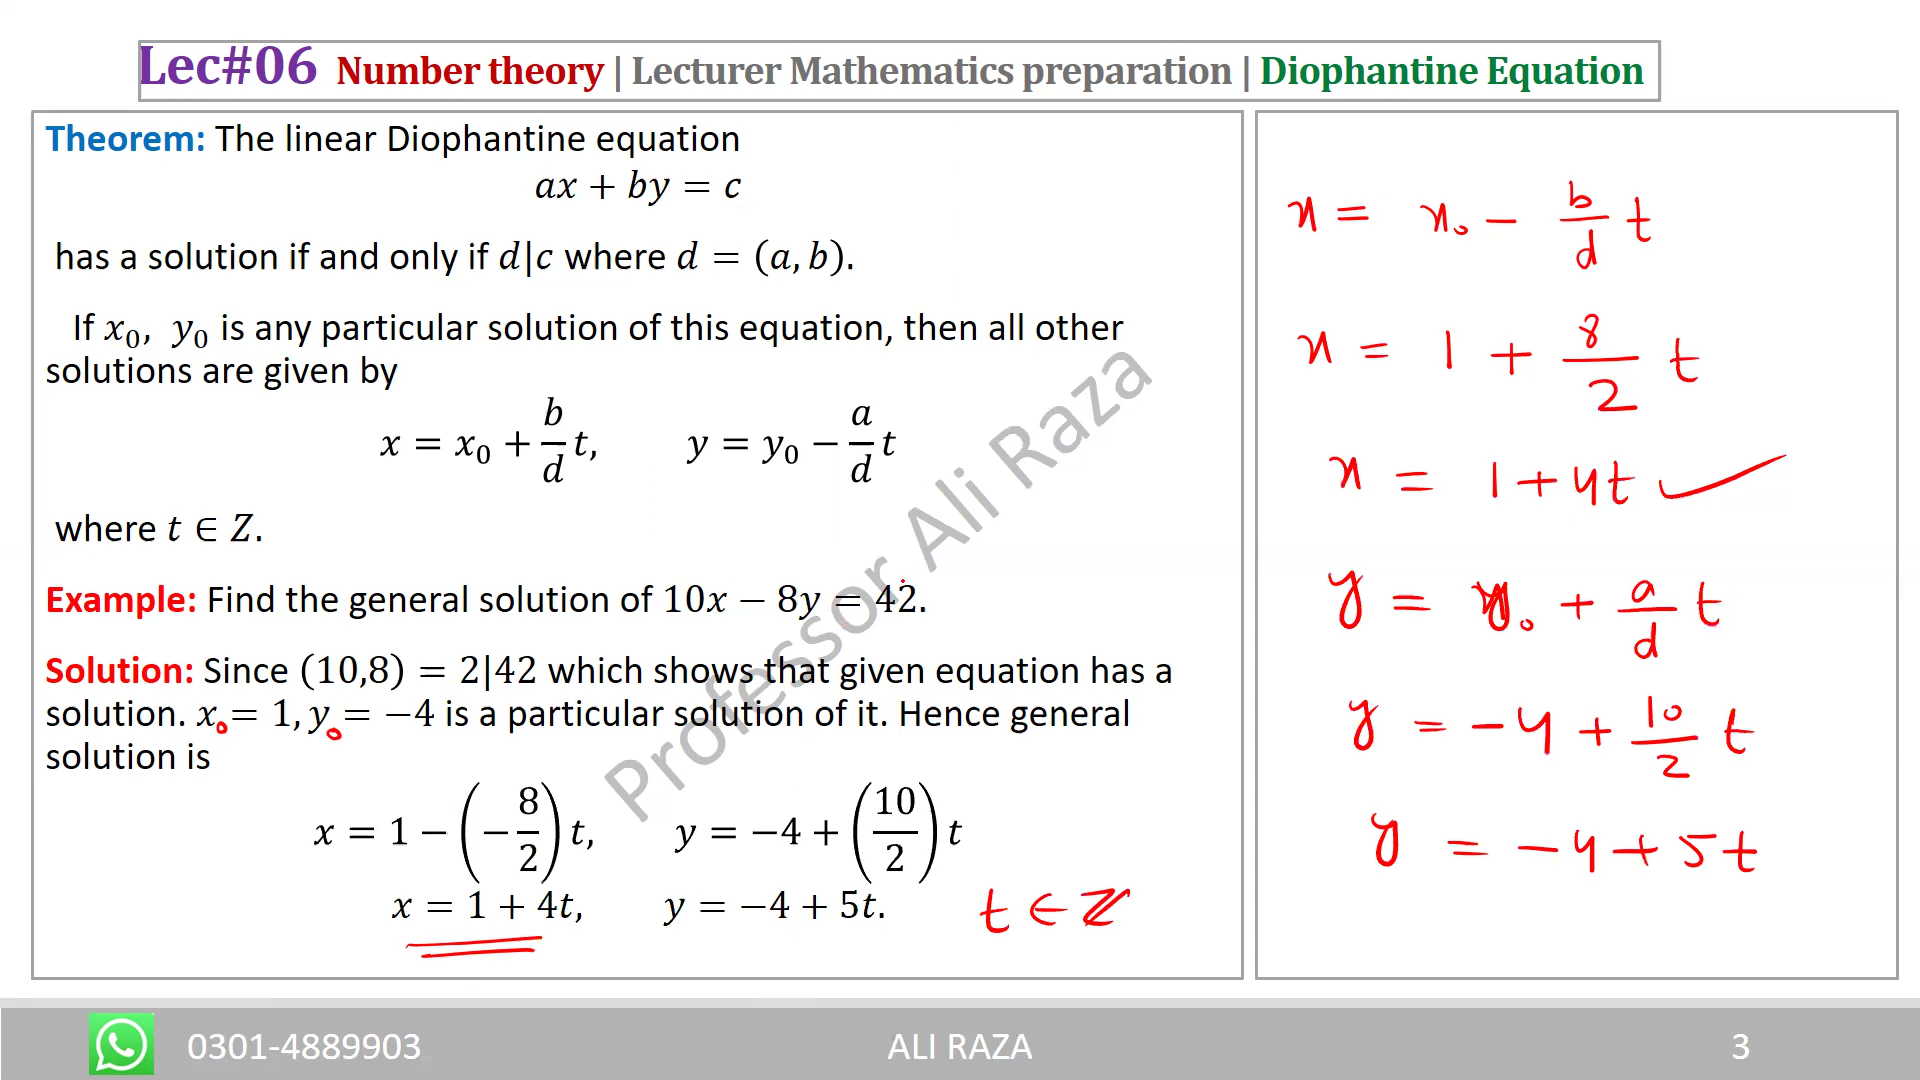 Lec#06 Number theory | Lecturer Mathematics preparation | Diophantine Equation
Theorem: The linear Diophantine equation
ax + by = c
has a solution if and only if d|c where d = (a, b).
If x₀, y₀ is any particular solution of this equation, then all other
solutions are given by
x = x₀ + b/d t, y = y₀ − a/d t
where t ∈ Z.
Example: Find the general solution of 10x − 8y = 42.
Solution: Since (10,8) = 2|42 which shows that given equation has a
solution. x₀ = 1, y₀ = −4 is a particular solution of it. Hence general
solution is
x = 1 − (−8/2) t, y = −4 + (10/2) t
x = 1 + 4t, y = −4 + 5t. t ∈ ℤ
Professor Ali Raza
x = x₀ − b/d t
x = 1 + 8/2 t
x = 1 + 4t ✓
y = y₀ + a/d t
y = −4 + 10/2 t
y = −4 + 5t
0301-4889903 ALI RAZA 3